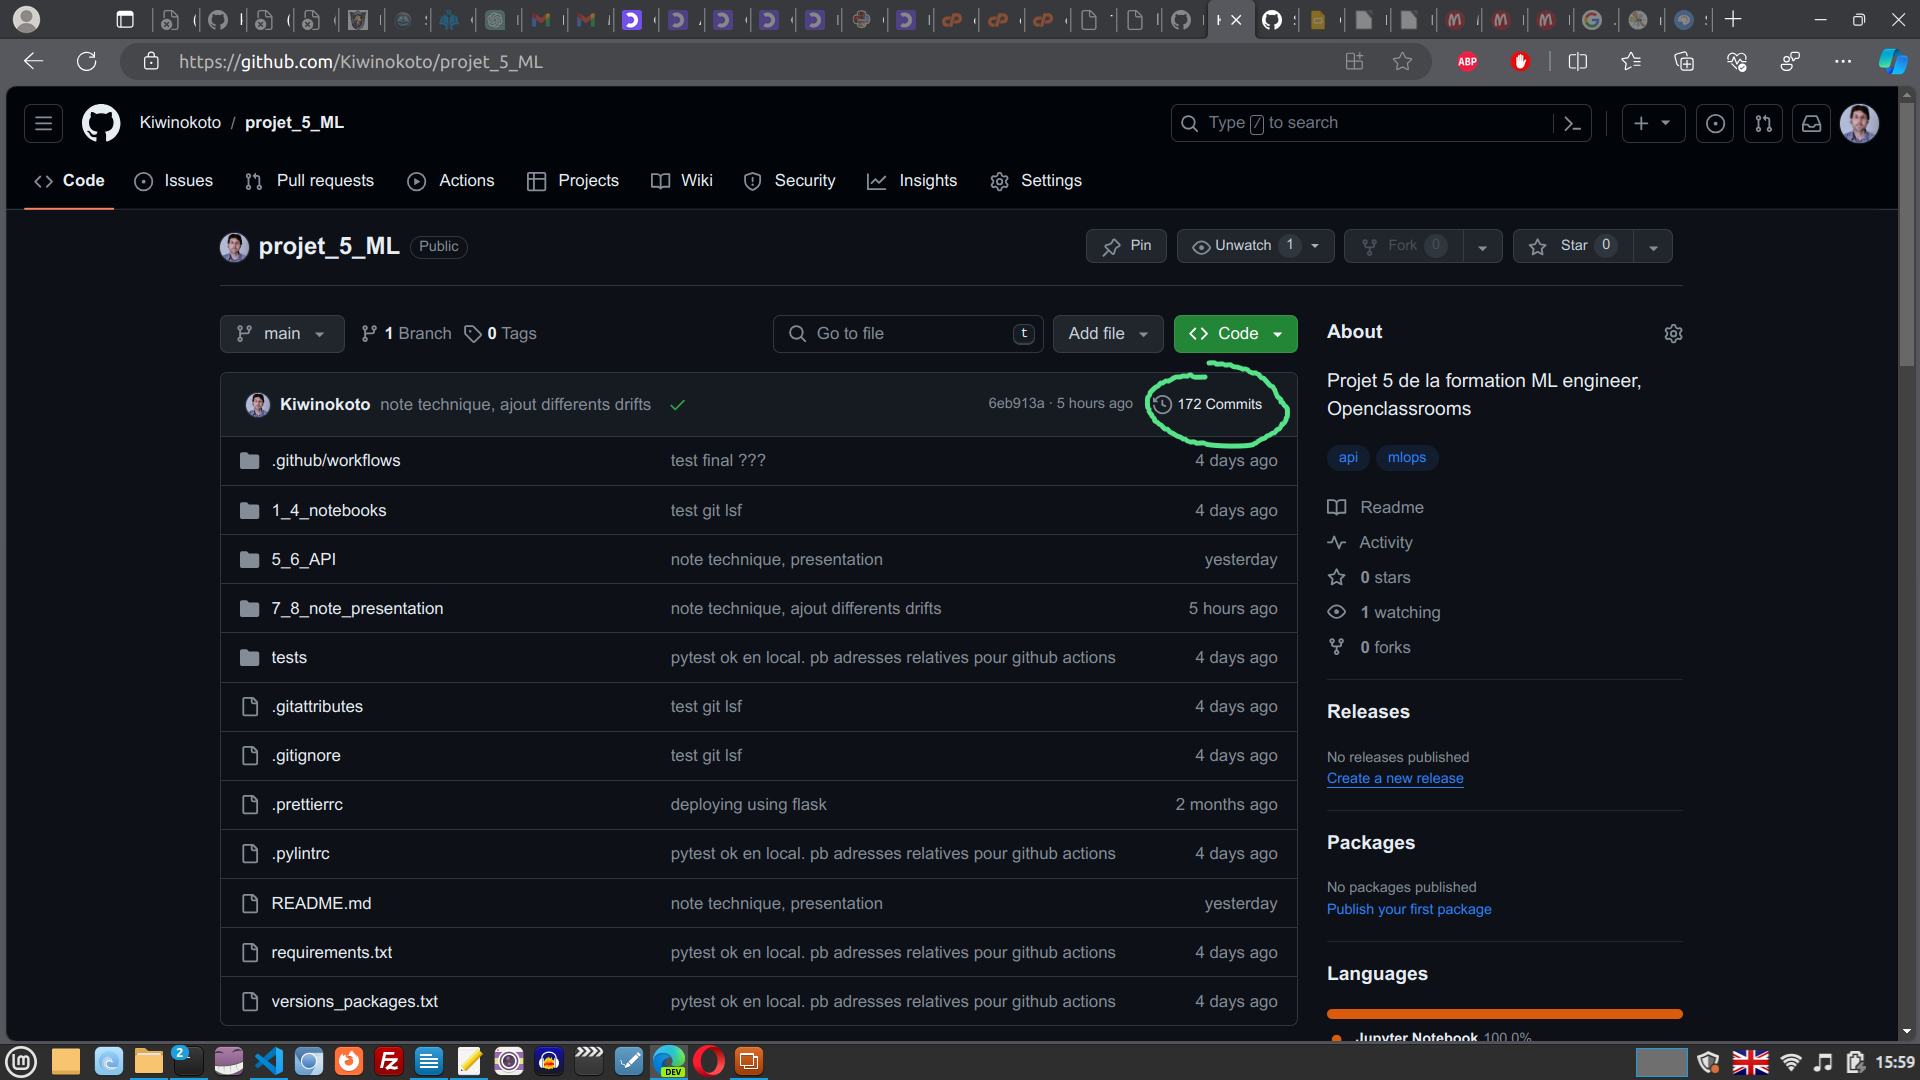 https://github.com/Kiwinokoto/projet_5_ML
ABP
Kiwinokoto / projet_5_ML
Type / to search
Code
Issues
Pull requests
Actions
Projects
Wiki
Security
Insights
Settings
projet_5_ML
Public
Pin
Unwatch 1
Fork 0
Star 0
main
1 Branch
0 Tags
Go to file
t
Add file
Code
Kiwinokoto note technique, ajout differents drifts
6eb913a · 5 hours ago
172 Commits
.github/workflows test final ??? 4 days ago
1_4_notebooks test git lsf 4 days ago
5_6_API note technique, presentation yesterday
7_8_note_presentation note technique, ajout differents drifts 5 hours ago
tests pytest ok en local. pb adresses relatives pour github actions 4 days ago
.gitattributes test git lsf 4 days ago
.gitignore test git lsf 4 days ago
.prettierrc deploying using flask 2 months ago
.pylintrc pytest ok en local. pb adresses relatives pour github actions 4 days ago
README.md note technique, presentation yesterday
requirements.txt pytest ok en local. pb adresses relatives pour github actions 4 days ago
versions_packages.txt pytest ok en local. pb adresses relatives pour github actions 4 days ago
About
Projet 5 de la formation ML engineer,
Openclassrooms
api
mlops
Readme
Activity
0 stars
1 watching
0 forks
Releases
No releases published
Create a new release
Packages
No packages published
Publish your first package
Languages
Jupyter Notebook 100.0%
2
DEV
15:59